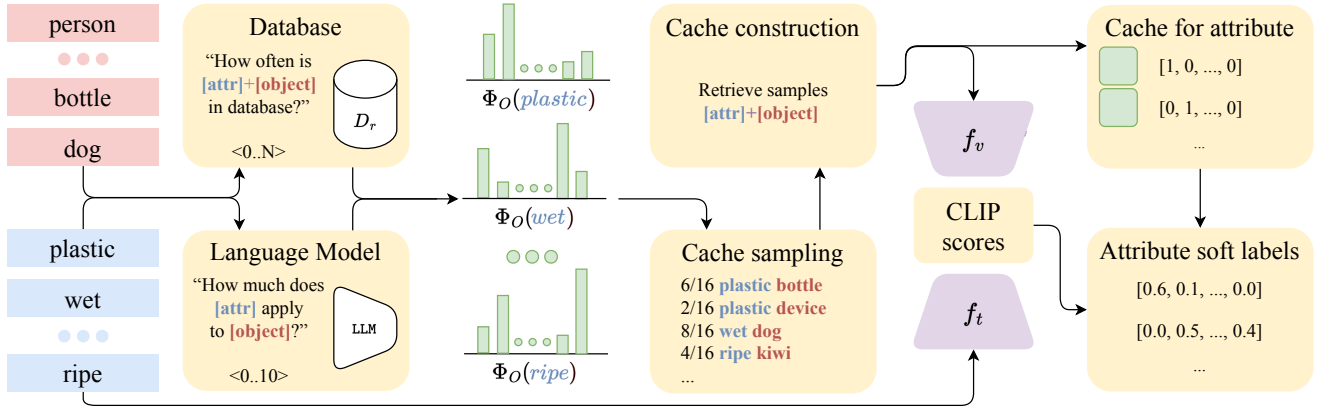 person
bottle
dog
plastic
wet
ripe
Database
“How often is
[attr]+[object]
in database?”
D_r
<0..N>
Language Model
“How much does
[attr] apply
to [object]?”
LLM
<0..10>
Φ_O(plastic)
Φ_O(wet)
Φ_O(ripe)
Cache construction
Retrieve samples
[attr]+[object]
Cache sampling
6/16 plastic bottle
2/16 plastic device
8/16 wet dog
4/16 ripe kiwi
...
f_v
CLIP
scores
f_t
Cache for attribute
[1, 0, ..., 0]
[0, 1, ..., 0]
...
Attribute soft labels
[0.6, 0.1, ..., 0.0]
[0.0, 0.5, ..., 0.4]
...